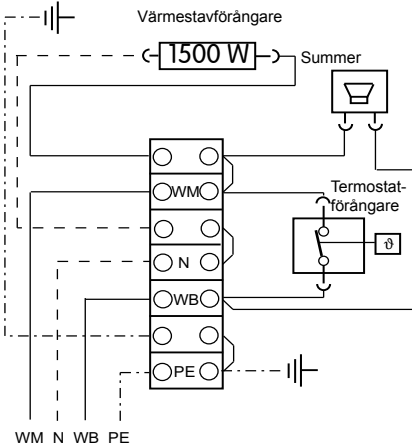 Värmestavförångare
1500 W
Summer
WM
Termostat-
förångare
ϑ
N
WB
PE
WM N WB PE